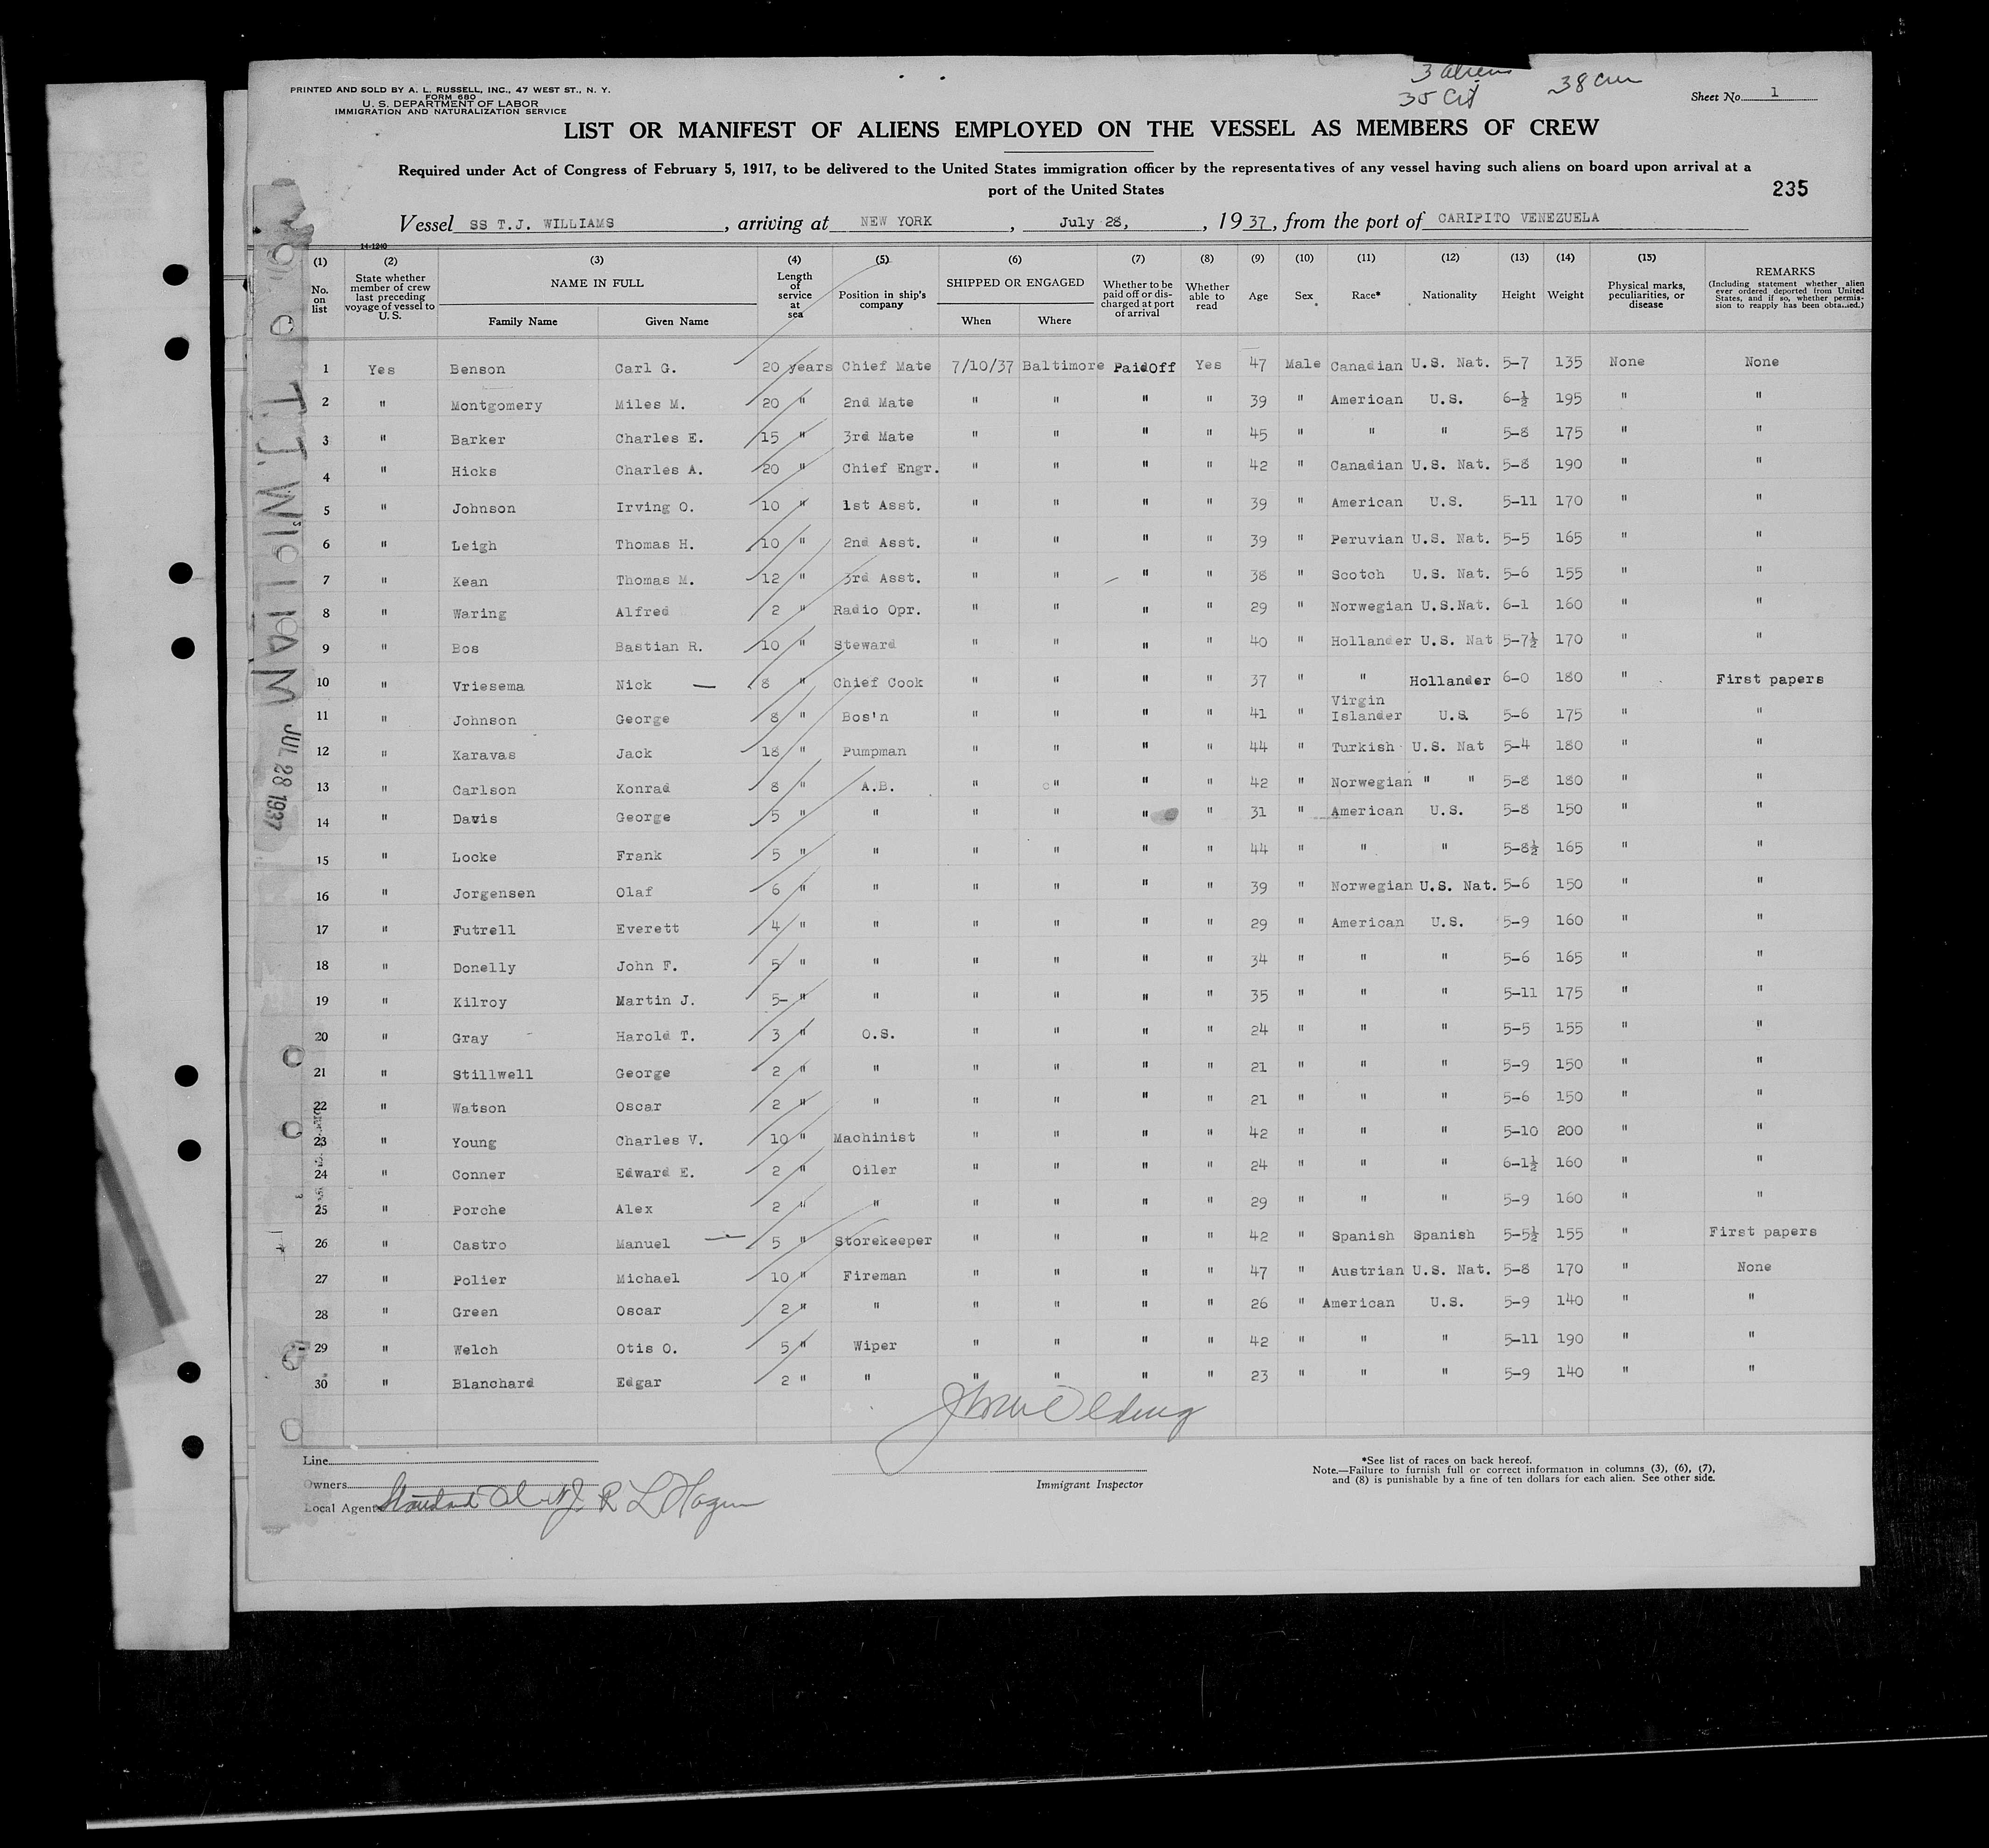 3 aliens
35 Cit
38 cm
PRINTED AND SOLD BY A. L. RUSSELL, INC., 47 WEST ST., N. Y.
FORM 680
U. S. DEPARTMENT OF LABOR
IMMIGRATION AND NATURALIZATION SERVICE
Sheet No. 1
LIST OR MANIFEST OF ALIENS EMPLOYED ON THE VESSEL AS MEMBERS OF CREW
Required under Act of Congress of February 5, 1917, to be delivered to the United States immigration officer by the representatives of any vessel having such aliens on board upon arrival at a
port of the United States
235
Vessel SS T.J. WILLIAMS , arriving at NEW YORK , July 28, , 1937, from the port of CARIPITO VENEZUELA
14-1240
(1) (2) (3) (4) (5) (6) (7) (8) (9) (10) (11) (12) (13) (14) (15)
No. on list
State whether member of crew last preceding voyage of vessel to U.S.
NAME IN FULL
Family Name Given Name
Length of service at sea
Position in ship's company
SHIPPED OR ENGAGED
When Where
Whether to be paid off or discharged at port of arrival
Whether able to read
Age
Sex
Race*
Nationality
Height
Weight
Physical marks, peculiarities, or disease
REMARKS
(Including statement whether alien ever ordered deported from United States, and if so, whether permission to reapply has been obtained.)
1 Yes Benson Carl G. 20 years Chief Mate 7/10/37 Baltimore Paid Off Yes 47 Male Canadian U.S. Nat. 5-7 135 None None
2 " Montgomery Miles M. 20 " 2nd Mate " " " " 39 " American U.S. 6-½ 195 " "
3 " Barker Charles E. 15 " 3rd Mate " " " " 45 " " " 5-8 175 " "
4 " Hicks Charles A. 20 " Chief Engr. " " " " 42 " Canadian U.S. Nat. 5-8 190 " "
5 " Johnson Irving O. 10 " 1st Asst. " " " " 39 " American U.S. 5-11 170 " "
6 " Leigh Thomas H. 10 " 2nd Asst. " " " " 39 " Peruvian U.S. Nat. 5-5 165 " "
7 " Kean Thomas M. 12 " 3rd Asst. " " " " 38 " Scotch U.S. Nat. 5-6 155 " "
8 " Waring Alfred 2 " Radio Opr. " " " " 29 " Norwegian U.S.Nat. 6-1 160 " "
9 " Bos Bastian R. 10 " Steward " " " " 40 " Hollander U.S. Nat 5-7½ 170 " "
10 " Vriesema Nick — 8 " Chief Cook " " " " 37 " " Hollander 6-0 180 " First papers
11 " Johnson George 8 " Bos'n " " " " 41 " Virgin Islander U.S. 5-6 175 " "
12 " Karavas Jack 18 " Pumpman " " " " 44 " Turkish U.S. Nat 5-4 180 " "
13 " Carlson Konrad 8 " A.B. " " " " 42 " Norwegian " " 5-8 180 " "
14 " Davis George 5 " " " " " " 31 " American U.S. 5-8 150 " "
15 " Locke Frank 5 " " " " " " 44 " " " 5-8½ 165 " "
16 " Jorgensen Olaf 6 " " " " " " 39 " Norwegian U.S. Nat. 5-6 150 " "
17 " Futrell Everett 4 " " " " " " 29 " American U.S. 5-9 160 " "
18 " Donelly John F. 5 " " " " " " 34 " " " 5-6 165 " "
19 " Kilroy Martin J. 5- " " " " " " 35 " " " 5-11 175 " "
20 " Gray Harold T. 3 " O.S. " " " " 24 " " " 5-5 155 " "
21 " Stillwell George 2 " " " " " " 21 " " " 5-9 150 " "
22 " Watson Oscar 2 " " " " " " 21 " " " 5-6 150 " "
23 " Young Charles V. 10 " Machinist " " " " 42 " " " 5-10 200 " "
24 " Conner Edward E. 2 " Oiler " " " " 24 " " " 6-1½ 160 " "
25 " Porche Alex 2 " " " " " " 29 " " " 5-9 160 " "
26 " Castro Manuel — 5 " Storekeeper " " " " 42 " Spanish Spanish 5-5½ 155 " First papers
27 " Polier Michael 10 " Fireman " " " " 47 " Austrian U.S. Nat. 5-8 170 " None
28 " Green Oscar 2 " " " " " " 26 " American U.S. 5-9 140 " "
29 " Welch Otis O. 5 " Wiper " " " " 42 " " " 5-11 190 " "
30 " Blanchard Edgar 2 " " " " " " 23 " " " 5-9 140 " "
Line
Owners
Local Agents Standard Oil NJ. R L Hagen
Immigrant Inspector
*See list of races on back hereof.
Note.—Failure to furnish full or correct information in columns (3), (6), (7),
and (8) is punishable by a fine of ten dollars for each alien. See other side.
T. J. WIllIAM
JUL 28 1937